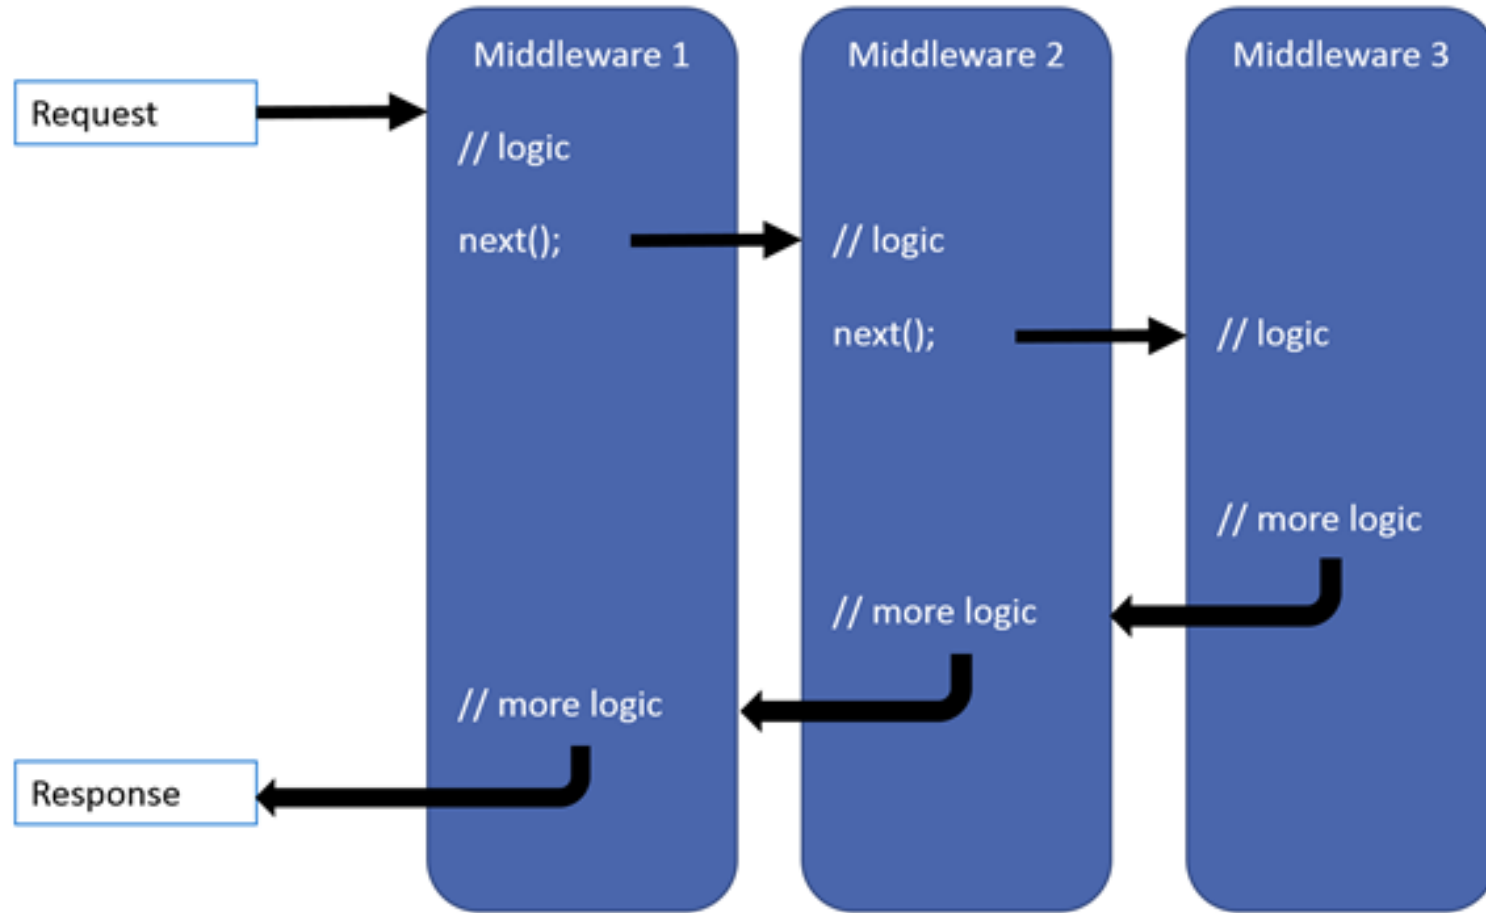 Middleware 1
Middleware 2
Middleware 3
Request
// logic
next();
// logic
next();
// logic
// more logic
// more logic
// more logic
Response